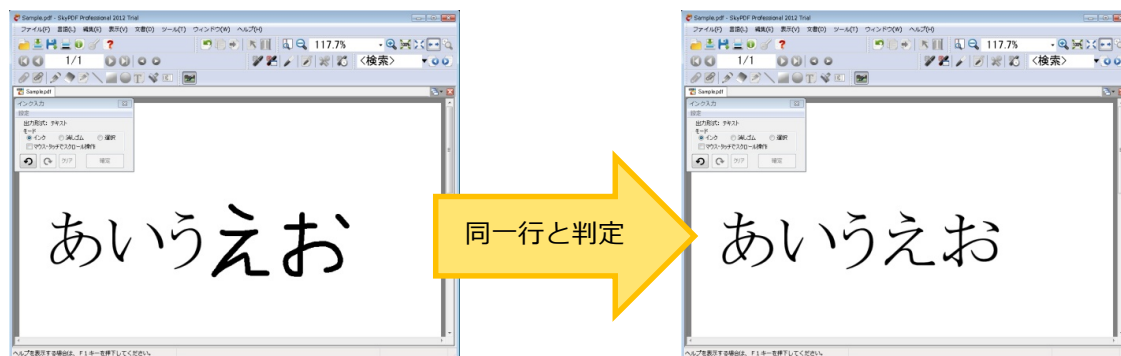 Sample.pdf - SkyPDF Professional 2012 Trial
ファイル(F) 書籍(L) 編集(E) 表示(V) 文書(D) ツール(T) ウィンドウ(W) ヘルプ(H)
117.7%
1/1
<検索>
Sample.pdf
インク入力
設定
出力形式: テキスト
モード
インク 消しゴム 選択
マウス・タッチでスクロール操作
クリア 確定
あいうえお
ヘルプを表示する場合は、F1キーを押下してください。
同一行と判定
Sample.pdf - SkyPDF Professional 2012 Trial
ファイル(F) 書籍(L) 編集(E) 表示(V) 文書(D) ツール(T) ウィンドウ(W) ヘルプ(H)
117.7%
1/1
<検索>
Sample.pdf
インク入力
設定
出力形式: テキスト
モード
インク 消しゴム 選択
マウス・タッチでスクロール操作
クリア 確定
あいうえお
ヘルプを表示する場合は、F1キーを押下してください。